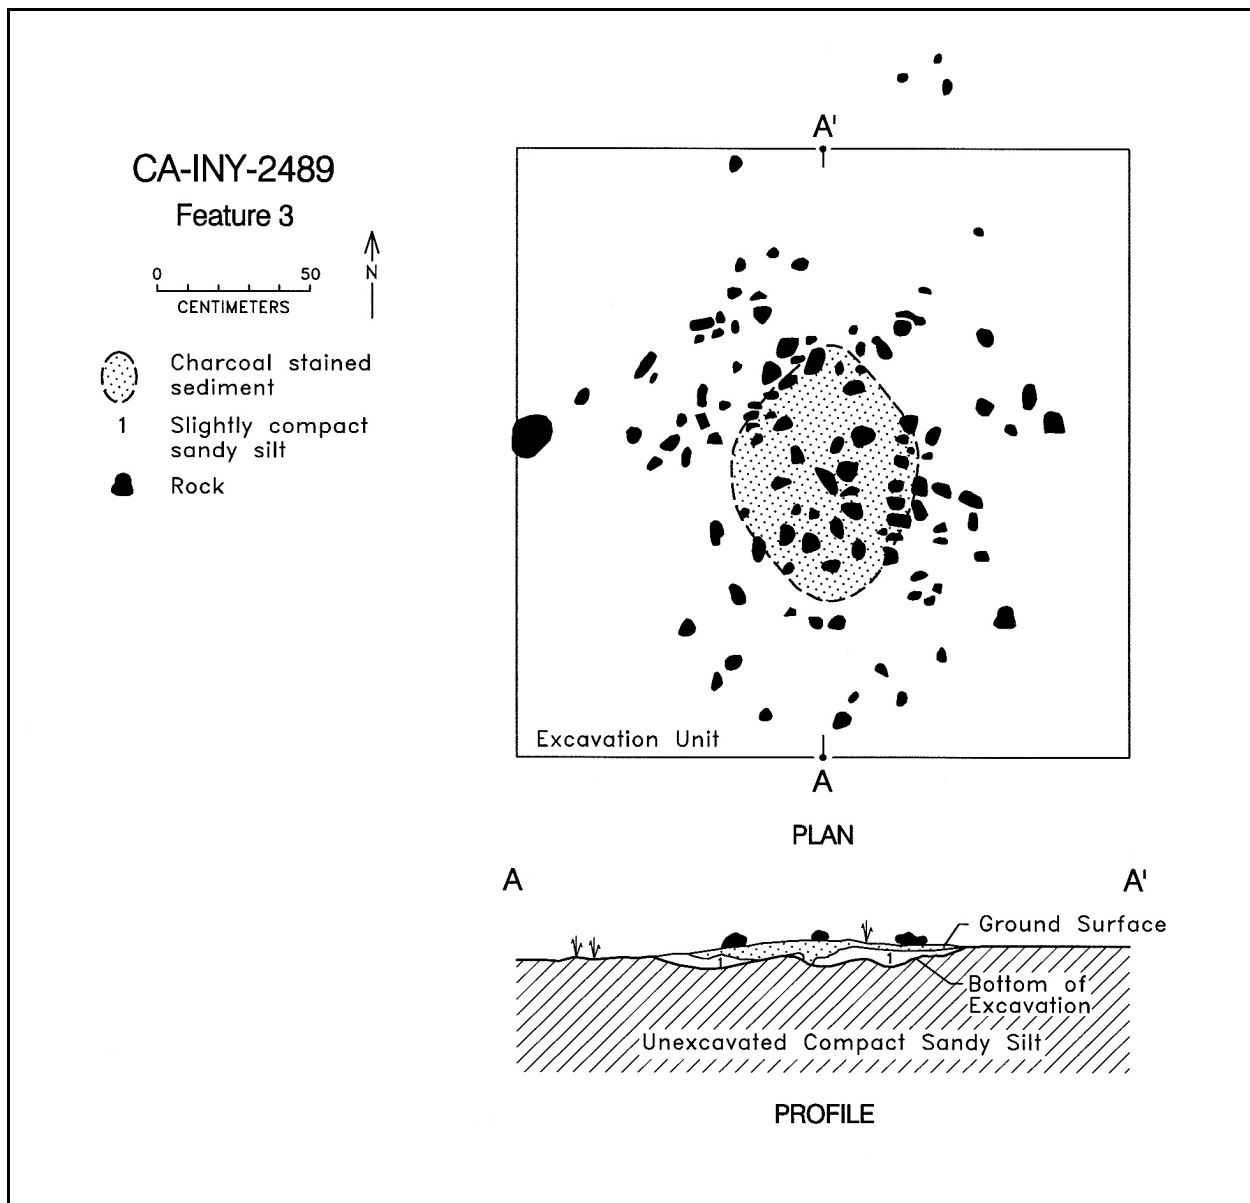 CA-INY-2489
Feature 3
0 50
CENTIMETERS
N
Charcoal stained
sediment
1 Slightly compact
sandy silt
Rock
A'
Excavation Unit
A
PLAN
A A'
Ground Surface
1 1
Bottom of
Excavation
Unexcavated Compact Sandy Silt
PROFILE